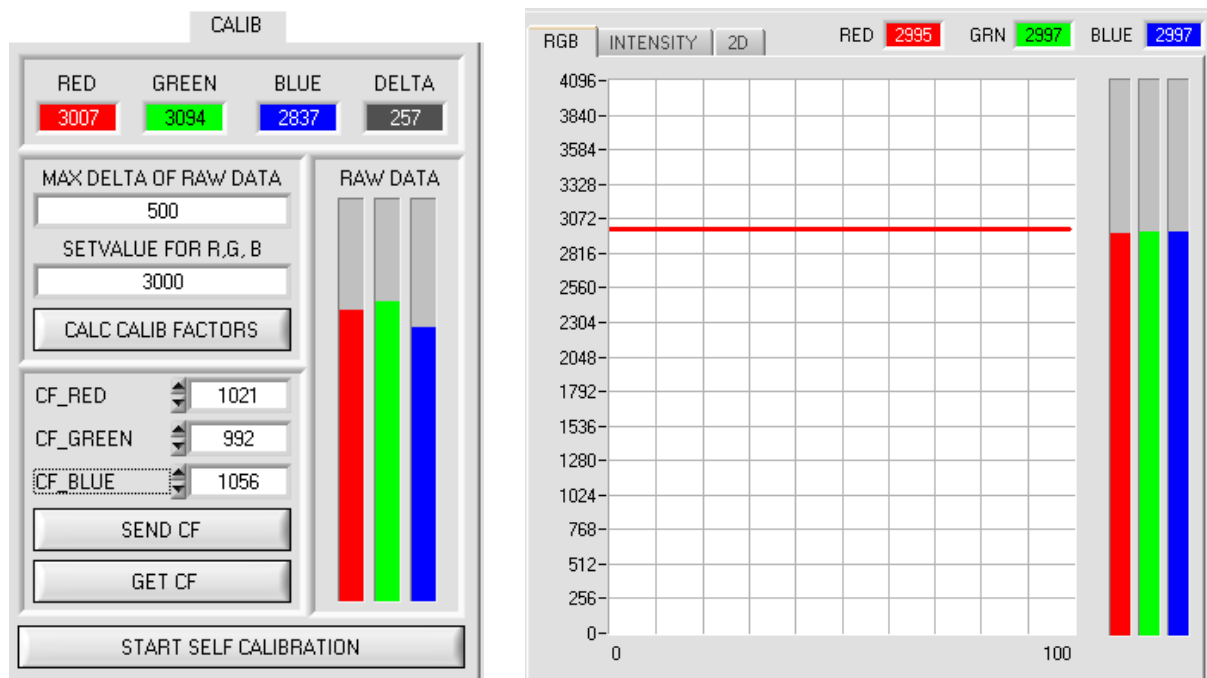 CALIB
RED GREEN BLUE DELTA
3007 3094 2837 257
MAX DELTA OF RAW DATA
500
SETVALUE FOR R,G, B
3000
CALC CALIB FACTORS
RAW DATA
CF_RED 1021
CF_GREEN 992
CF_BLUE 1056
SEND CF
GET CF
START SELF CALIBRATION
RGB INTENSITY 2D
RED 2995 GRN 2997 BLUE 2997
4096
3840
3584
3328
3072
2816
2560
2304
2048
1792
1536
1280
1024
768
512
256
0
0 100